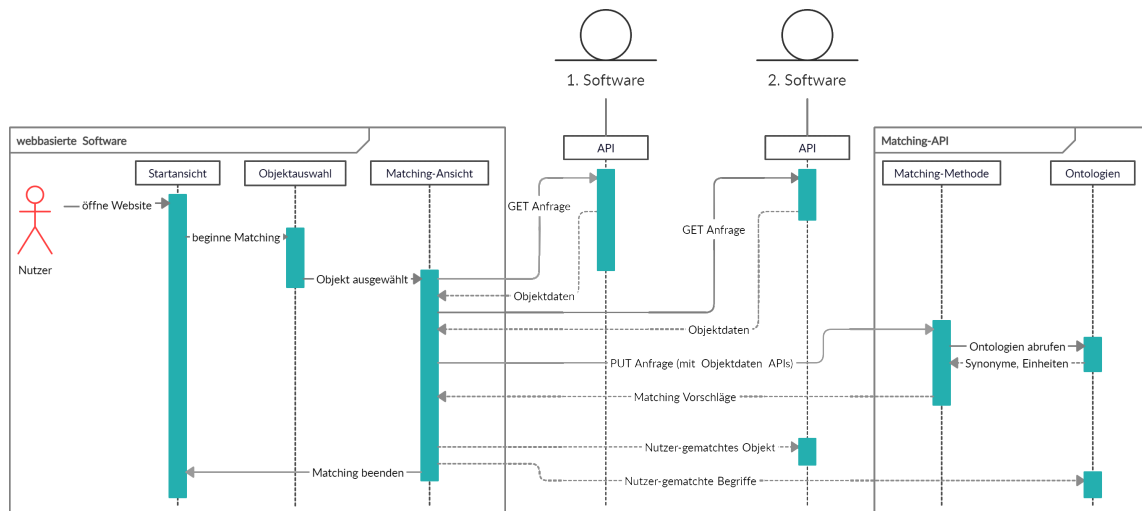 1. Software
2. Software
webbasierte Software
API
API
Matching-API
Startansicht
Objektauswahl
Matching-Ansicht
Matching-Methode
Ontologien
öffne Website
GET Anfrage
GET Anfrage
beginne Matching
Nutzer
Objekt ausgewählt
Objektdaten
Objektdaten
Ontologien abrufen
PUT Anfrage (mit Objektdaten APIs)
Synonyme, Einheiten
Matching Vorschläge
Nutzer-gematchtes Objekt
Matching beenden
Nutzer-gematchte Begriffe